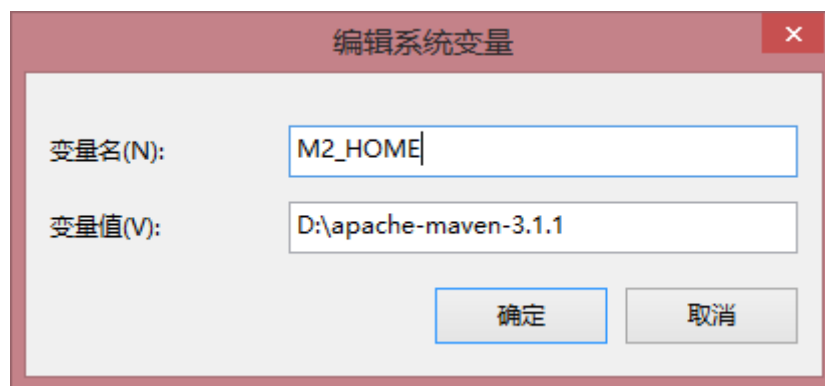 编辑系统变量
变量名(N): M2_HOME
变量值(V): D:\apache-maven-3.1.1
确定 取消